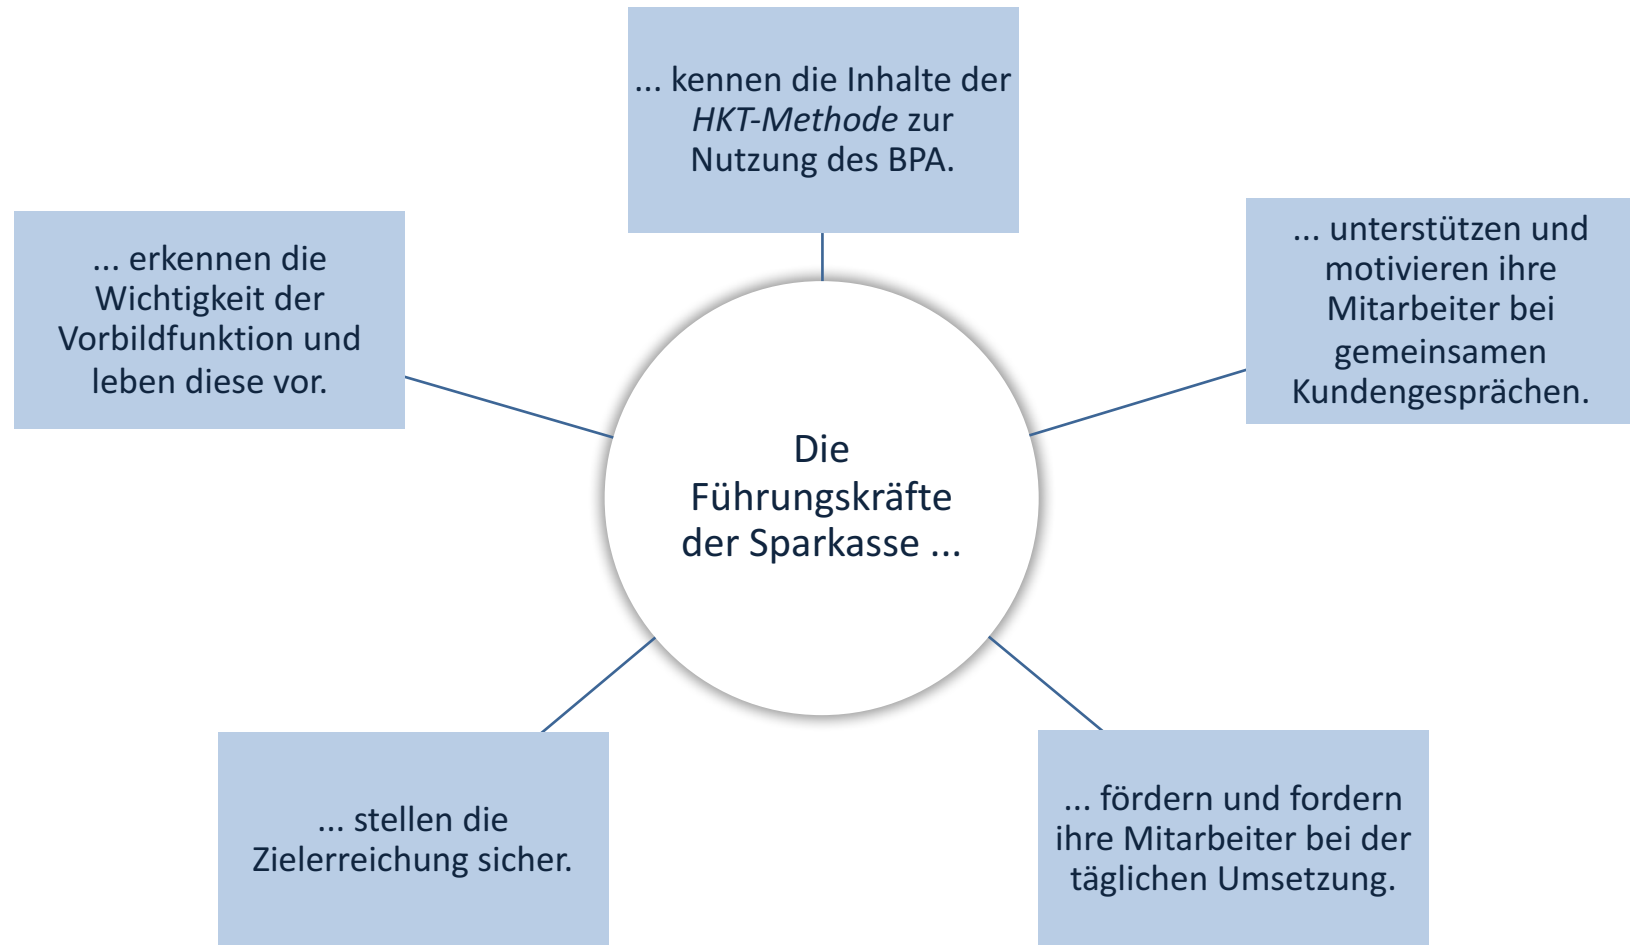 ... kennen die Inhalte der
HKT-Methode zur
Nutzung des BPA.
... erkennen die
Wichtigkeit der
Vorbildfunktion und
leben diese vor.
... unterstützen und
motivieren ihre
Mitarbeiter bei
gemeinsamen
Kundengesprächen.
Die
Führungskräfte
der Sparkasse ...
... stellen die
Zielerreichung sicher.
... fördern und fordern
ihre Mitarbeiter bei der
täglichen Umsetzung.